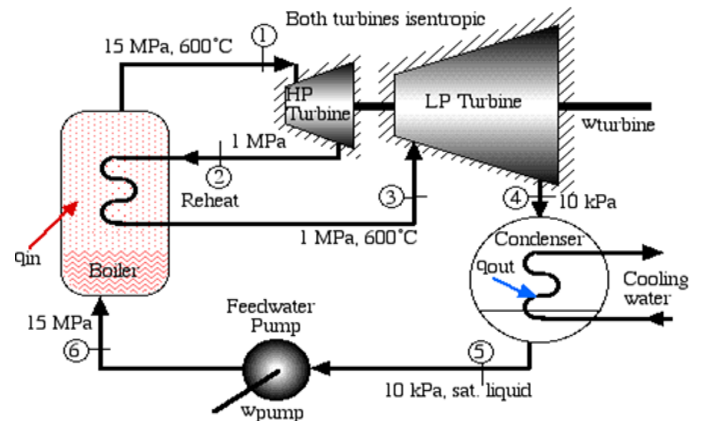 Both turbines isentropic
15 MPa, 600°C
1
HP
Turbine
LP Turbine
wturbine
1 MPa
2
Reheat
3
4
10 kPa
1 MPa, 600°C
qin
Boiler
Condenser
qout
Cooling
water
15 MPa
6
Feedwater
Pump
wpump
5
10 kPa, sat. liquid